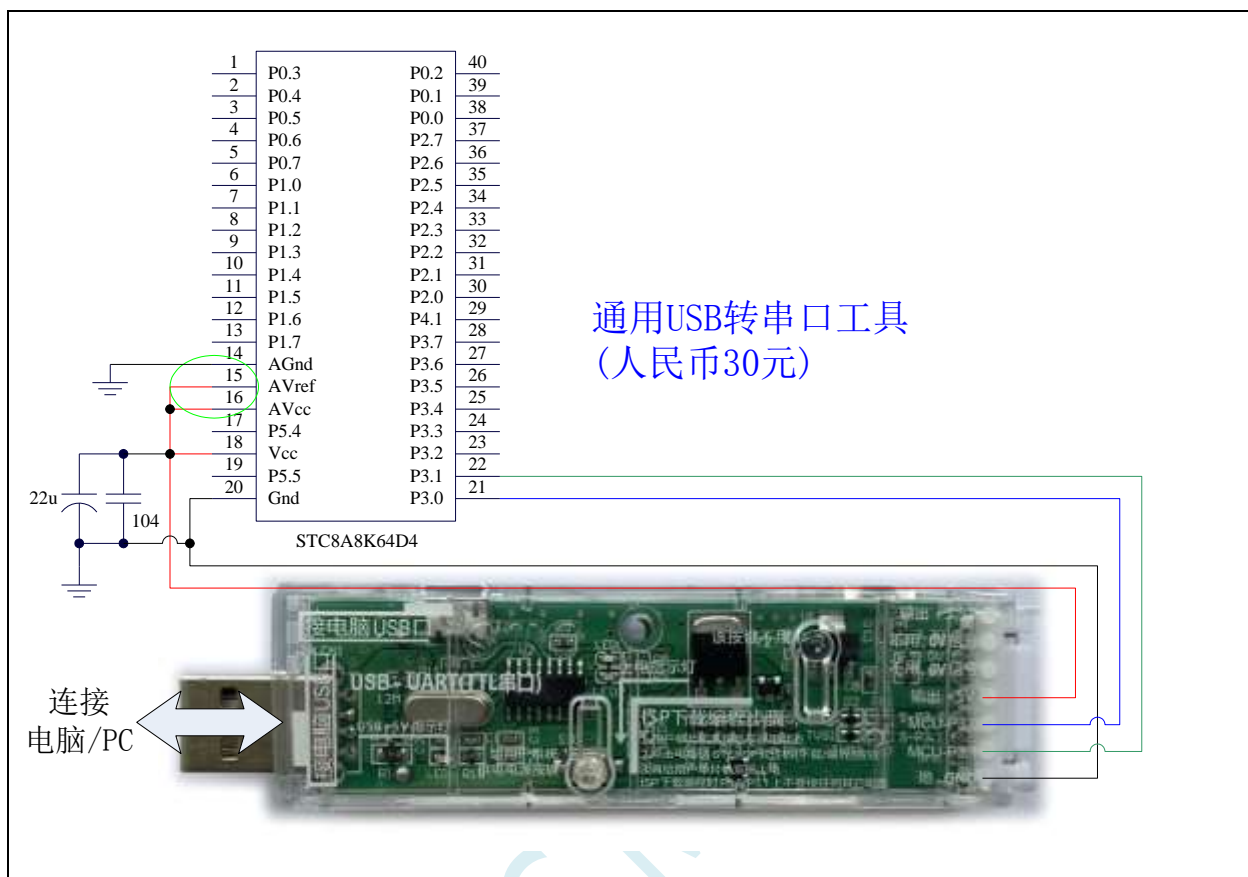 1 P0.3 P0.2 40
2 P0.4 P0.1 39
3 P0.5 P0.0 38
4 P0.6 P2.7 37
5 P0.7 P2.6 36
6 P1.0 P2.5 35
7 P1.1 P2.4 34
8 P1.2 P2.3 33
9 P1.3 P2.2 32
10 P1.4 P2.1 31
11 P1.5 P2.0 30
12 P1.6 P4.1 29
13 P1.7 P3.7 28
14 AGnd P3.6 27
15 AVref P3.5 26
16 AVcc P3.4 25
17 P5.4 P3.3 24
18 Vcc P3.2 23
19 P5.5 P3.1 22
20 Gnd P3.0 21
STC8A8K64D4
22u
104
通用USB转串口工具
(人民币30元)
接电脑USB口
USB - UART(TTL串口)
连接
电脑/PC